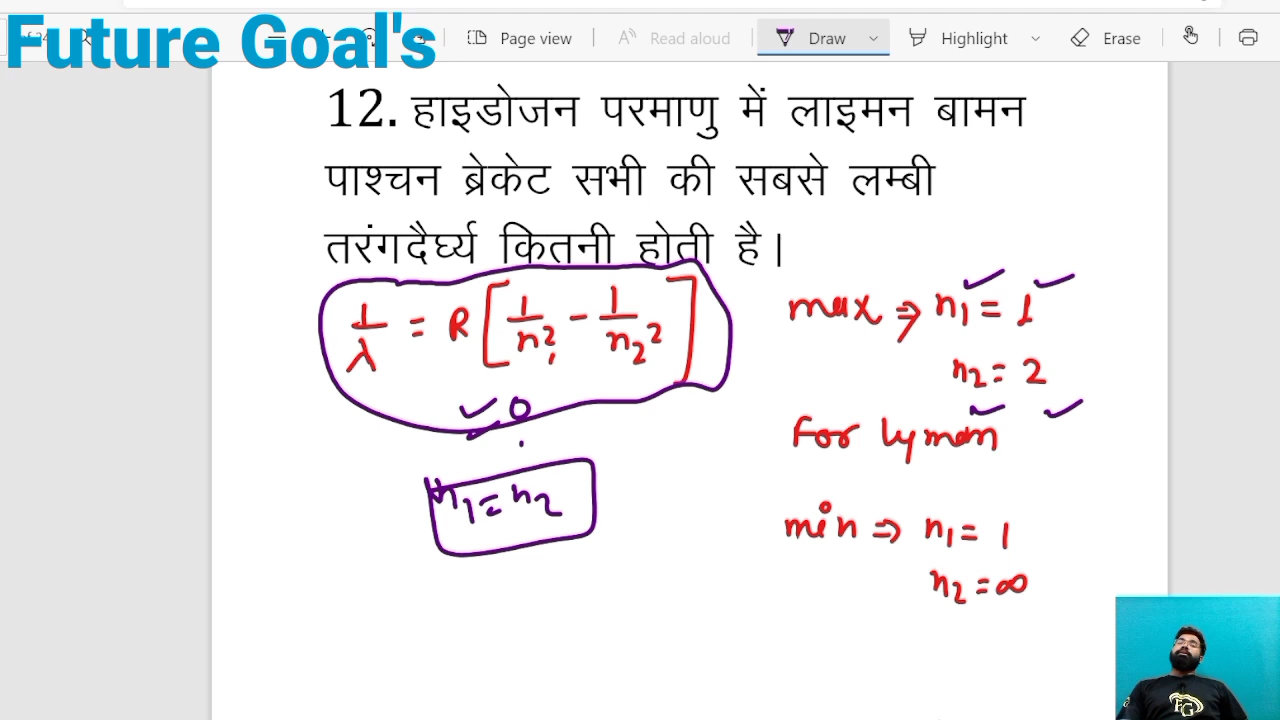 Future Goal's
Page view
Read aloud
Draw
Highlight
Erase
12. हाइडोजन परमाणु में लाइमन बामन
पाश्चन ब्रेकेट सभी की सबसे लम्बी
तरंगदैर्घ्य कितनी होती है।
1/λ = R [1/n₁² - 1/n₂²]
0
n₁ = n₂
max ⇒ n₁ = 1
n₂ = 2
For lyman
min ⇒ n₁ = 1
n₂ = ∞
FG